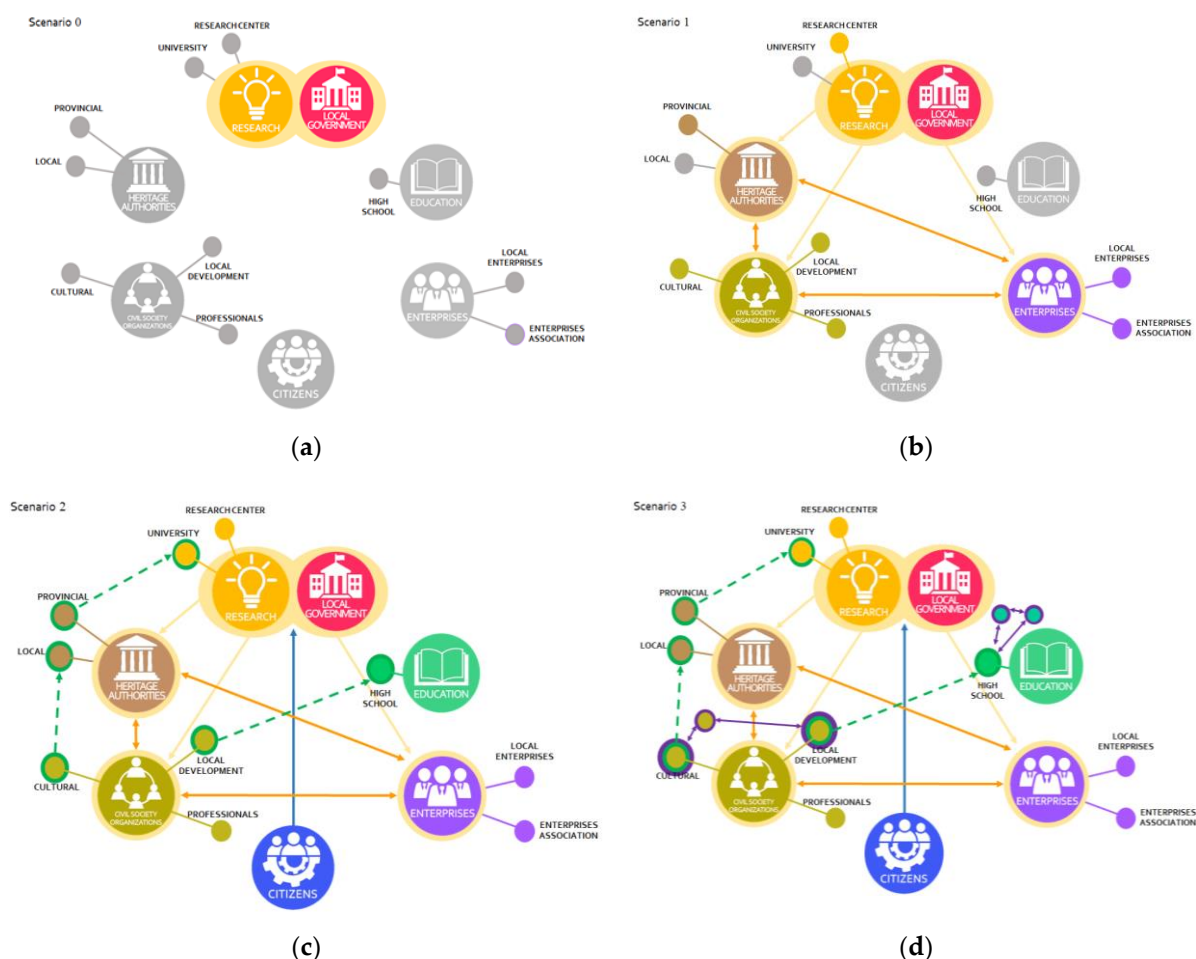 Scenario 0
RESEARCH CENTER
UNIVERSITY
PROVINCIAL
LOCAL
RESEARCH
LOCAL
GOVERNMENT
HERITAGE
AUTHORITIES
HIGH
SCHOOL
EDUCATION
CULTURAL
LOCAL
DEVELOPMENT
CIVIL SOCIETY
ORGANIZATIONS
PROFESSIONALS
LOCAL
ENTERPRISES
ENTERPRISES
ENTERPRISES
ASSOCIATION
CITIZENS
(a)
Scenario 1
RESEARCH CENTER
UNIVERSITY
PROVINCIAL
LOCAL
RESEARCH
LOCAL
GOVERNMENT
HERITAGE
AUTHORITIES
HIGH
SCHOOL
EDUCATION
CULTURAL
LOCAL
DEVELOPMENT
CIVIL SOCIETY
ORGANIZATIONS
PROFESSIONALS
LOCAL
ENTERPRISES
ENTERPRISES
ENTERPRISES
ASSOCIATION
CITIZENS
(b)
Scenario 2
RESEARCH CENTER
UNIVERSITY
PROVINCIAL
LOCAL
RESEARCH
LOCAL
GOVERNMENT
HERITAGE
AUTHORITIES
HIGH
SCHOOL
EDUCATION
CULTURAL
LOCAL
DEVELOPMENT
CIVIL SOCIETY
ORGANIZATIONS
PROFESSIONALS
LOCAL
ENTERPRISES
ENTERPRISES
ENTERPRISES
ASSOCIATION
CITIZENS
(c)
Scenario 3
RESEARCH CENTER
UNIVERSITY
PROVINCIAL
LOCAL
RESEARCH
LOCAL
GOVERNMENT
HERITAGE
AUTHORITIES
HIGH
SCHOOL
EDUCATION
CULTURAL
LOCAL
DEVELOPMENT
CIVIL SOCIETY
ORGANIZATIONS
PROFESSIONALS
LOCAL
ENTERPRISES
ENTERPRISES
ENTERPRISES
ASSOCIATION
CITIZENS
(d)